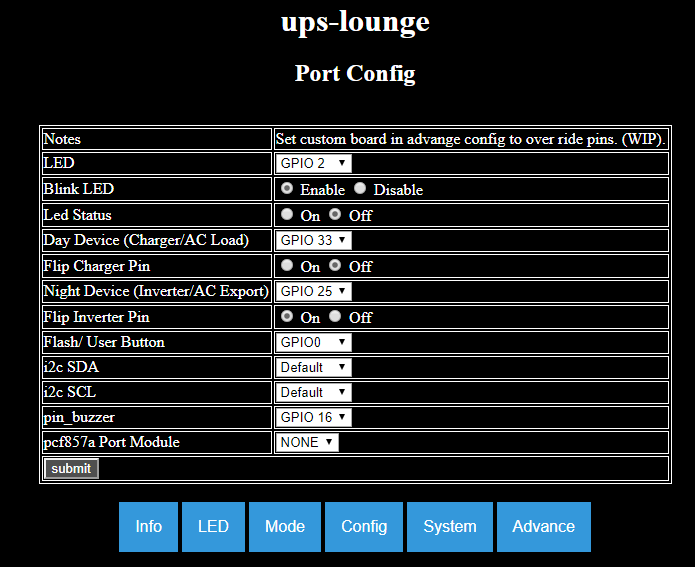 ups-lounge
Port Config
Notes Set custom board in advange config to over ride pins. (WIP).
LED GPIO 2
Blink LED Enable Disable
Led Status On Off
Day Device (Charger/AC Load) GPIO 33
Flip Charger Pin On Off
Night Device (Inverter/AC Export) GPIO 25
Flip Inverter Pin On Off
Flash/ User Button GPIO0
i2c SDA Default
i2c SCL Default
pin_buzzer GPIO 16
pcf857a Port Module NONE
submit
Info LED Mode Config System Advance